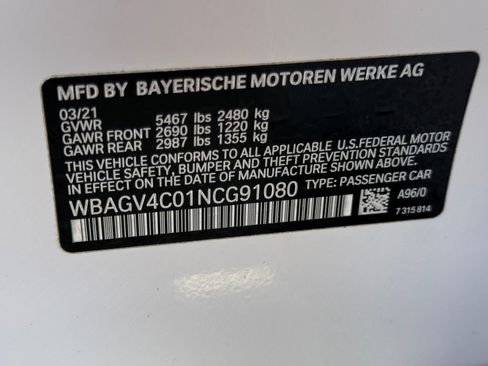 MFD BY BAYERISCHE MOTOREN WERKE AG
03/21
GVWR 5467 lbs 2480 kg
GAWR FRONT 2690 lbs 1220 kg
GAWR REAR 2987 lbs 1355 kg
THIS VEHICLE CONFORMS TO ALL APPLICABLE U.S.FEDERAL MOTOR
VEHICLE SAFETY, BUMPER AND THEFT PREVENTION STANDARDS
IN EFFECT ON THE DATE OF MANUFACTURE SHOWN ABOVE.
WBAGV4C01NCG91080 TYPE: PASSENGER CAR
A96/0
7 315 814